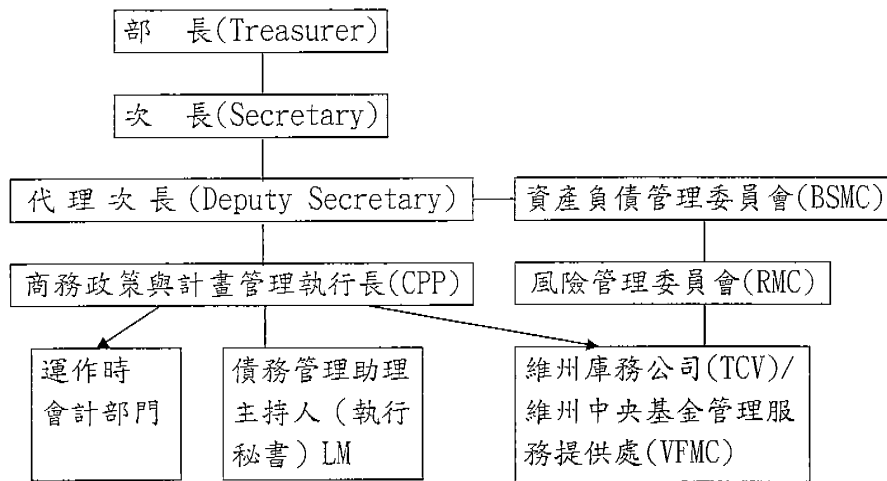 部　長(Treasurer)
次　長(Secretary)
代理次長(Deputy Secretary)
資產負債管理委員會(BSMC)
商務政策與計畫管理執行長(CPP)
風險管理委員會(RMC)
運作時
會計部門
債務管理助理
主持人（執行
秘書）LM
維州庫務公司(TCV)/
維州中央基金管理服
務提供處(VFMC)